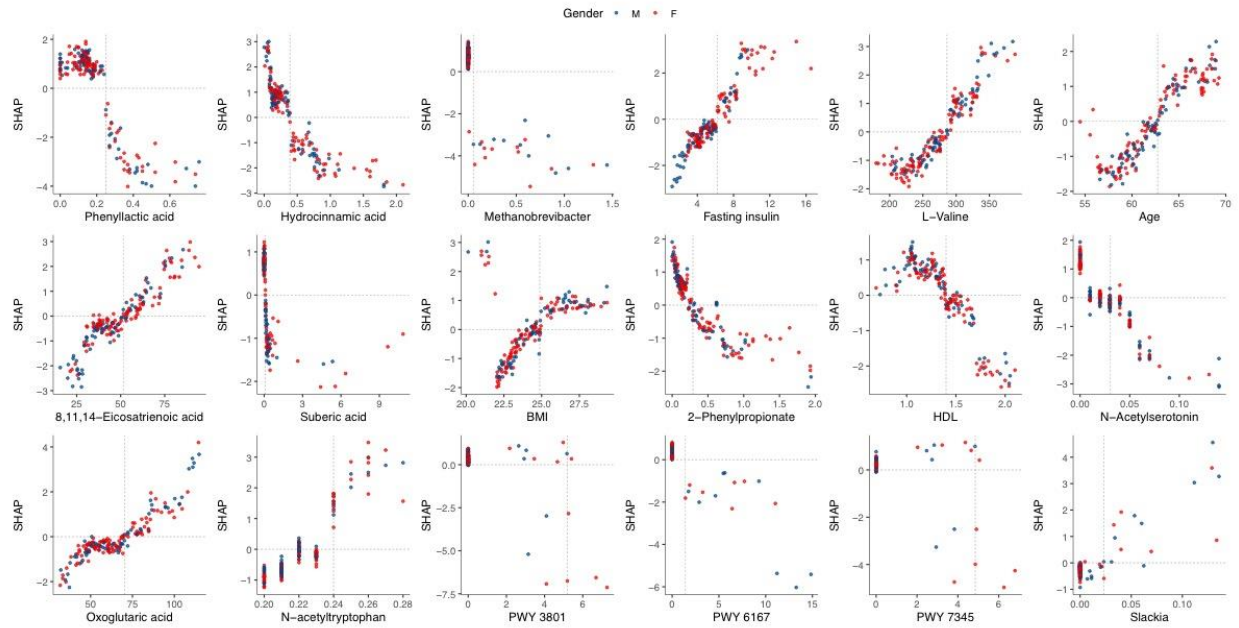 Gender M F
2 0 −2 −4 SHAP 0.0 0.2 0.4 0.6 Phenyllactic acid
3 2 1 0 −1 −2 −3 SHAP 0.0 0.5 1.0 1.5 2.0 Hydrocinnamic acid
2 0 −2 −4 SHAP 0.0 0.5 1.0 1.5 Methanobrevibacter
2 0 −2 SHAP 4 8 12 16 Fasting insulin
3 2 1 0 −1 −2 SHAP 200 250 300 350 L−Valine
2 1 0 −1 −2 SHAP 55 60 65 70 Age
3 2 1 0 −1 −2 −3 SHAP 25 50 75 8,11,14−Eicosatrienoic acid
1 0 −1 −2 SHAP 0 3 6 9 Suberic acid
3 2 1 0 −1 −2 SHAP 20.0 22.5 25.0 27.5 BMI
2 1 0 −1 −2 SHAP 0.0 0.5 1.0 1.5 2.0 2−Phenylpropionate
2 1 0 −1 −2 SHAP 1.0 1.5 2.0 HDL
2 1 0 −1 −2 −3 SHAP 0.00 0.05 0.10 N−Acetylserotonin
4 2 0 −2 SHAP 50 75 100 Oxoglutaric acid
3 2 1 0 −1 SHAP 0.20 0.22 0.24 0.26 0.28 N−acetyltryptophan
0.0 −2.5 −5.0 −7.5 SHAP 0 2 4 6 PWY 3801
0 −2 −4 −6 SHAP 0 5 10 15 PWY 6167
0 −2 −4 SHAP 0 2 4 6 PWY 7345
4 3 2 1 0 −1 SHAP 0.00 0.05 0.10 Slackia